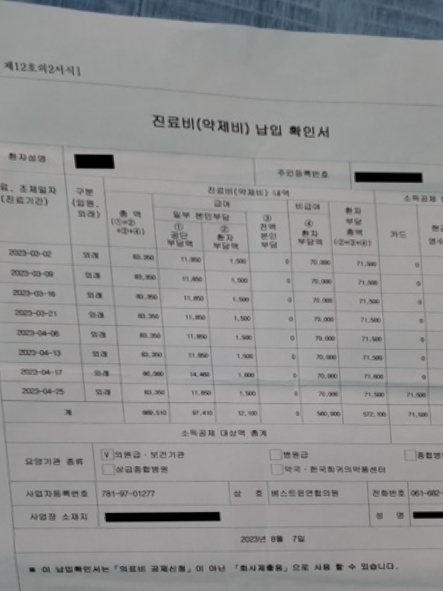 제12호의2서식]
진료비(약제비) 납입 확인서
환자성명 주민등록번호
료, 조제일자 (진료기간) 구분 (입원, 외래) 진료비(약제비) 내역 소득공제
총 액 (①+② +③+④) 급여 비급여 환자 부담 총액 (②+③+④) 카드
일부 본인부담 ③ 전액 본인 부담 ④ 환자 부담액
① 공단 부담액 ② 환자 부담액
2023-03-02 외래 83,350 11,850 1,500 0 70,000 71,500 0
2023-03-09 외래 83,350 11,850 1,500 0 70,000 71,500 0
2023-03-16 외래 83,350 11,850 1,500 0 70,000 71,500 0
2023-03-21 외래 83,350 11,850 1,500 0 70,000 71,500 0
2023-04-06 외래 83,350 11,850 1,500 0 70,000 71,500 0
2023-04-13 외래 83,350 11,850 1,500 0 70,000 71,500 0
2023-04-17 외래 86,060 14,460 1,600 0 70,000 71,600 0
2023-04-25 외래 83,350 11,850 1,500 0 70,000 71,500 71,500
계 669,510 97,410 12,100 0 560,000 572,100 71,500
소득공제 대상액 총계
요양기관 종류 [V]의원급·보건기관 [ ]병원급 [ ]종합병
[ ]상급종합병원 [ ]약국·한국희귀의약품센터
사업자등록번호 781-97-01277 상 호 베스트온연합의원 전화번호 061-682-
사업장 소재지 성 명
2023년 8월 7일
* 이 납입확인서는「의료비 공제신청」이 아닌 「회사제출용」으로 사용 할 수 있습니다.